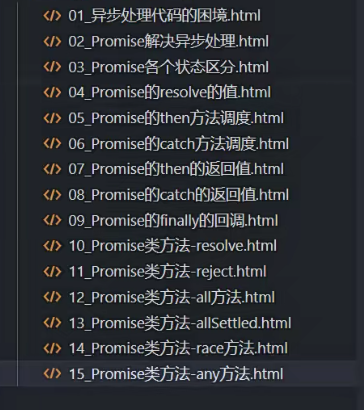 01_异步处理代码的困境.html
02_Promise解决异步处理.html
03_Promise各个状态区分.html
04_Promise的resolve的值.html
05_Promise的then方法调度.html
06_Promise的catch方法调度.html
07_Promise的then的返回值.html
08_Promise的catch的返回值.html
09_Promise的finally的回调.html
10_Promise类方法-resolve.html
11_Promise类方法-reject.html
12_Promise类方法-all方法.html
13_Promise类方法-allSettled.html
14_Promise类方法-race方法.html
15_Promise类方法-any方法.html